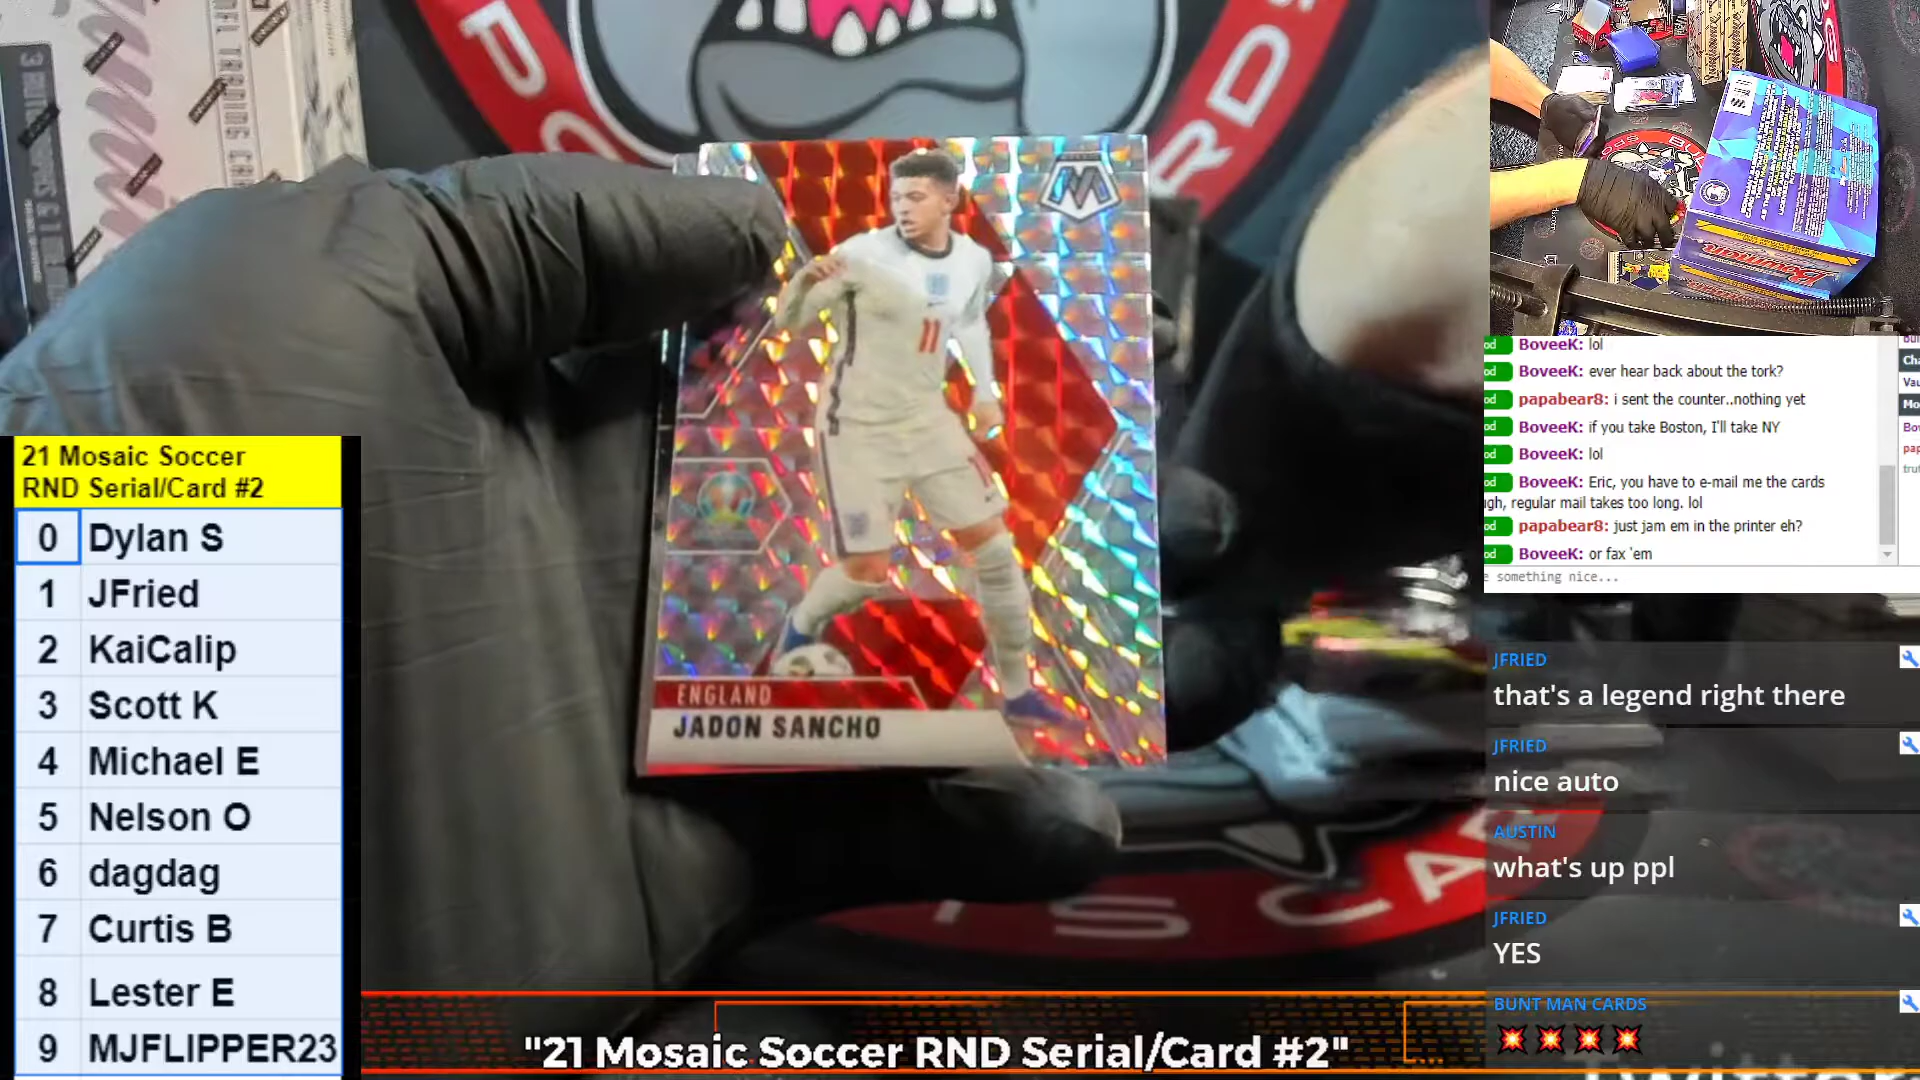 21 Mosaic Soccer
RND Serial/Card #2
0 Dylan S
1 JFried
2 KaiCalip
3 Scott K
4 Michael E
5 Nelson O
6 dagdag
7 Curtis B
8 Lester E
9 MJFLIPPER23
ENGLAND
JADON SANCHO
11
"21 Mosaic Soccer RND Serial/Card #2"
BoveeK: lol
BoveeK: ever hear back about the tork?
papabear8: i sent the counter..nothing yet
BoveeK: if you take Boston, I'll take NY
BoveeK: lol
BoveeK: Eric, you have to e-mail me the cards
regular mail takes too long. lol
papabear8: just jam em in the printer eh?
BoveeK: or fax 'em
something nice...
JFRIED
that's a legend right there
JFRIED
nice auto
AUSTIN
what's up ppl
JFRIED
YES
BUNT MAN CARDS
💥💥💥💥